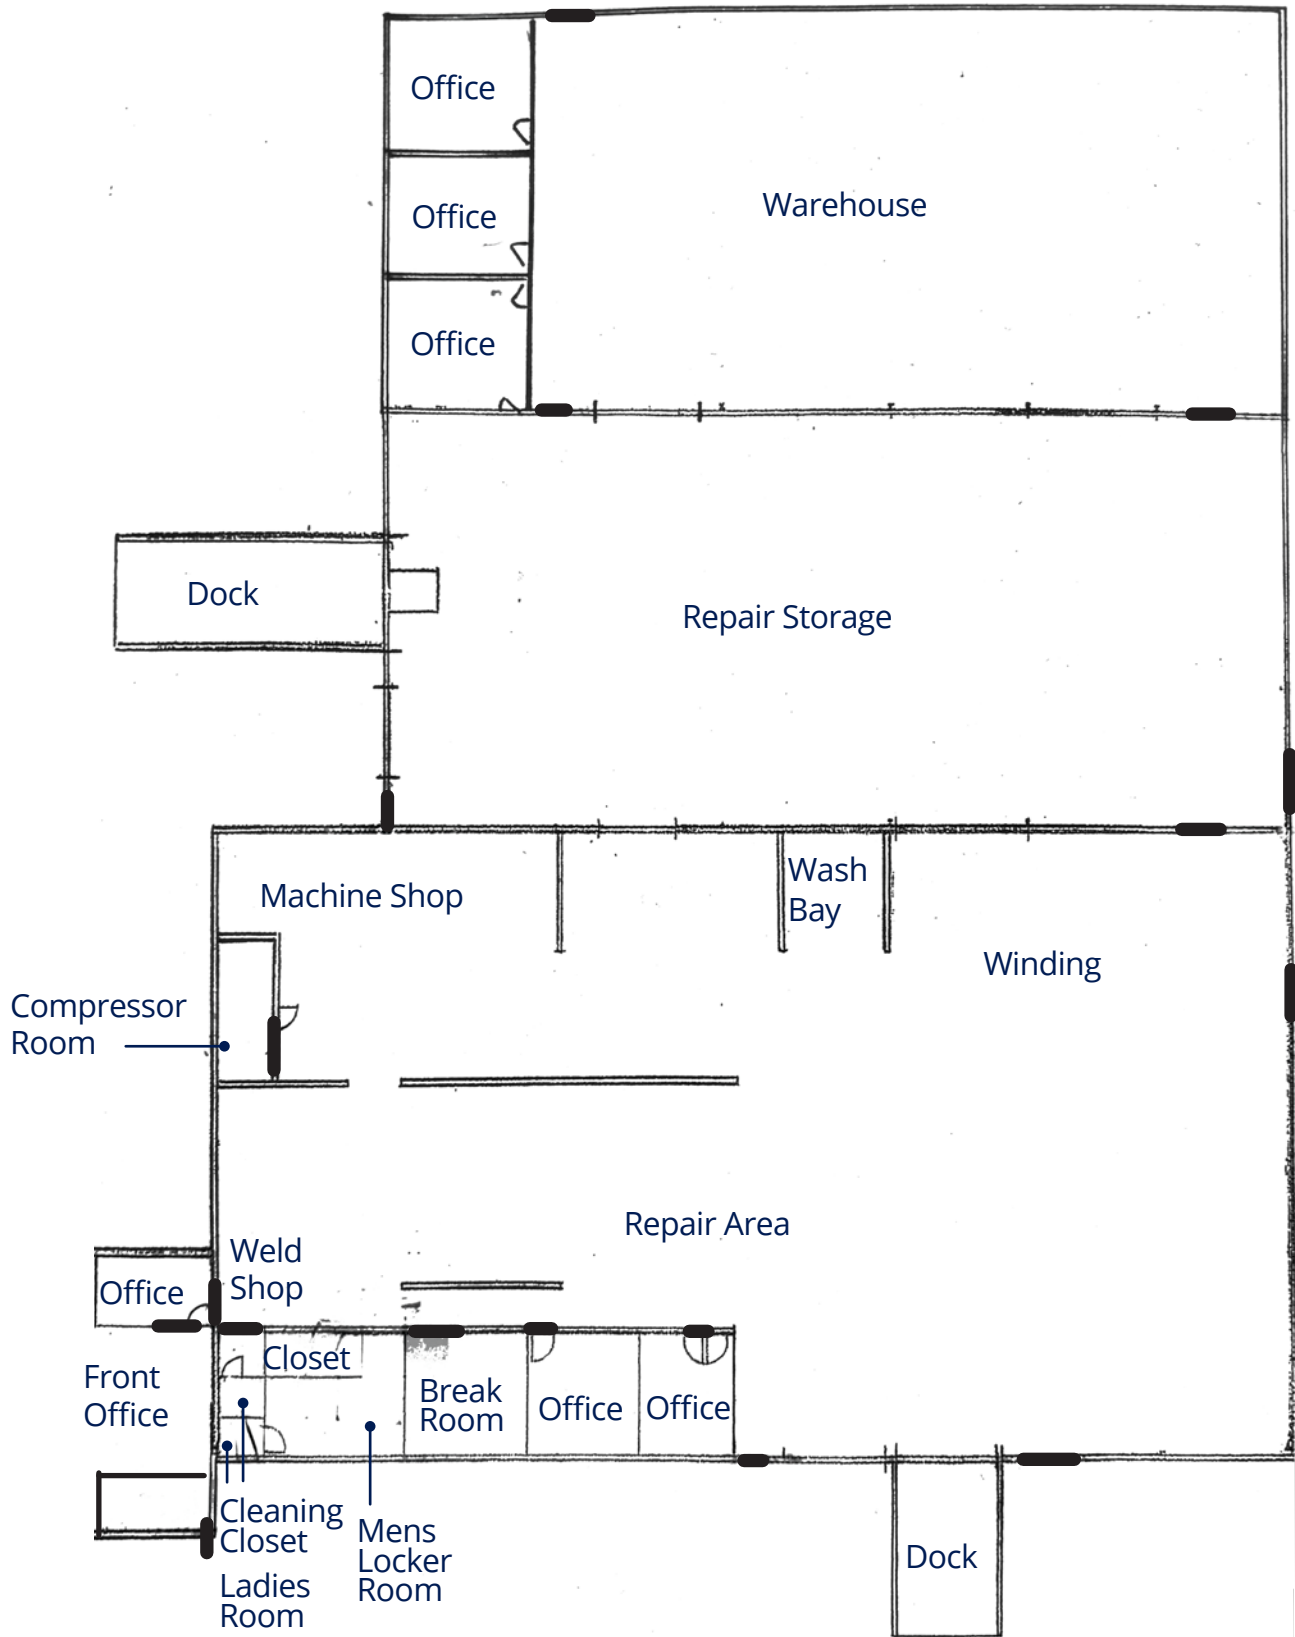 Office
Office
Warehouse
Office
Dock
Repair Storage
Machine Shop
Wash
Bay
Winding
Compressor
Room
Repair Area
Weld
Shop
Office
Closet
Front
Office
Break
Room
Office
Office
Cleaning
Closet
Ladies
Room
Mens
Locker
Room
Dock